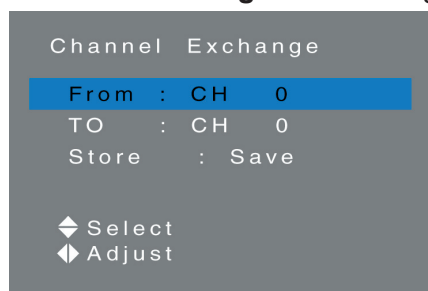 Channel Exchange
From : CH 0
TO : CH 0
Store : Save
Select
Adjust